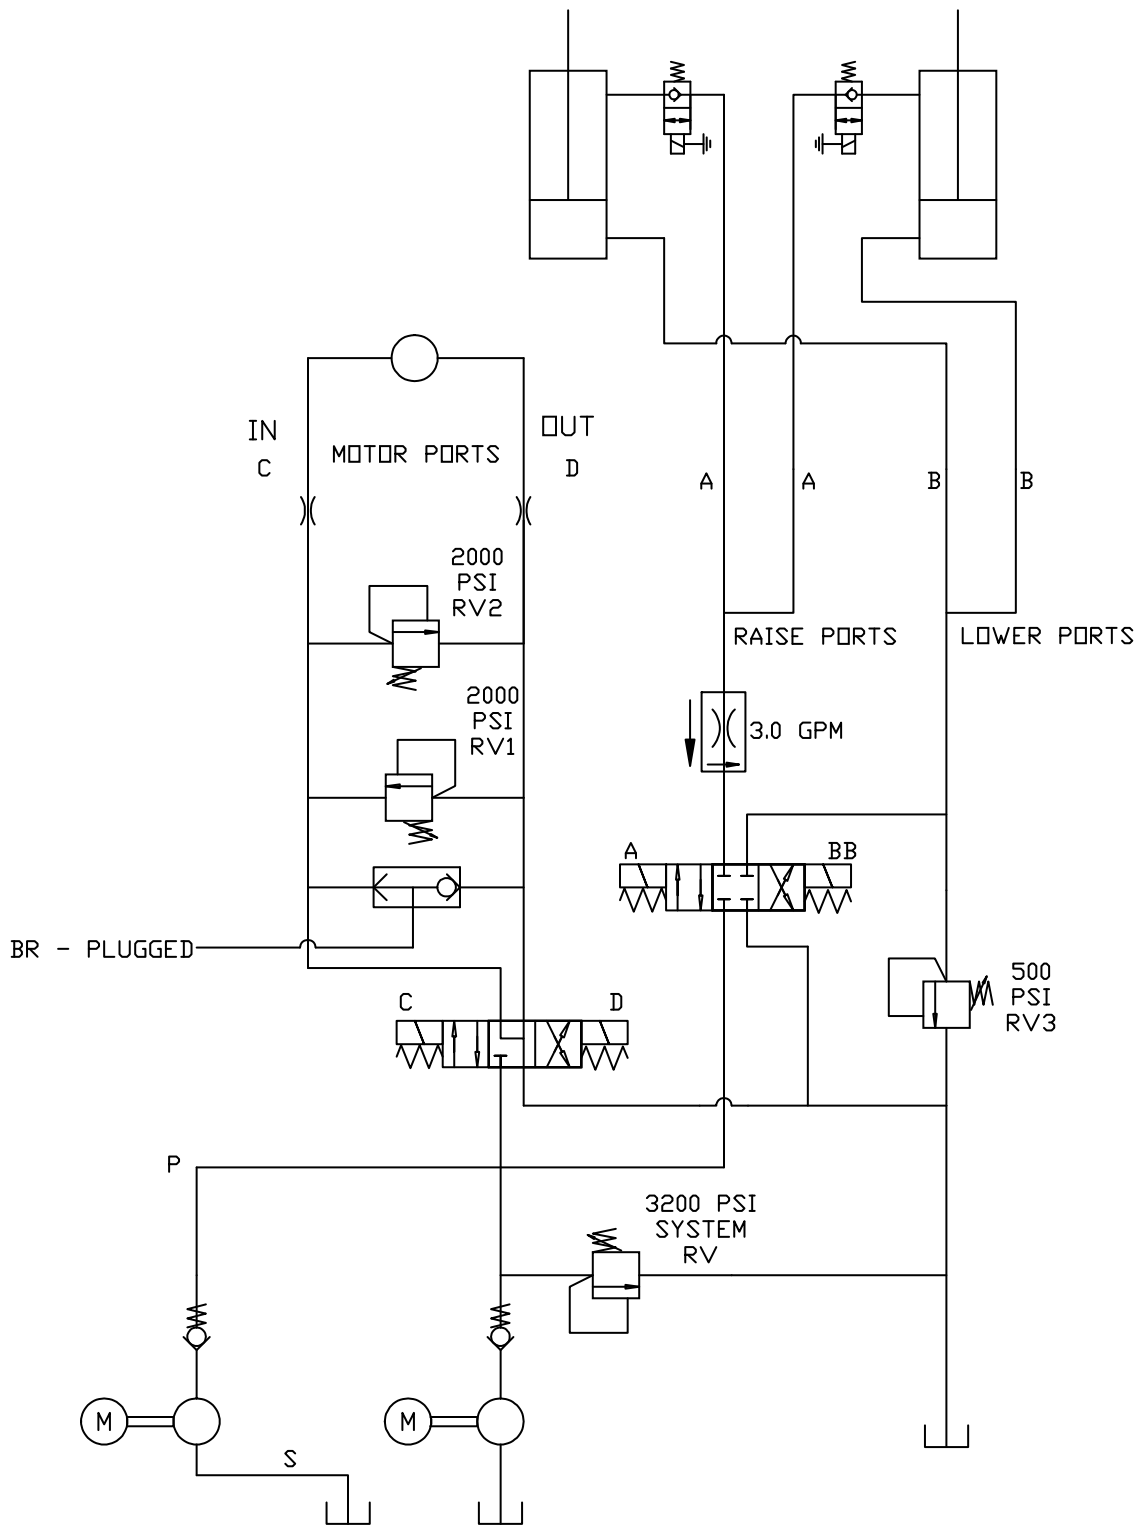 IN
OUT
MOTOR PORTS
C
D
A
A
B
B
2000
PSI
RV2
RAISE PORTS
LOWER PORTS
2000
PSI
RV1
3.0 GPM
A
BB
BR - PLUGGED
C
D
500
PSI
RV3
P
3200 PSI
SYSTEM
RV
M
M
S